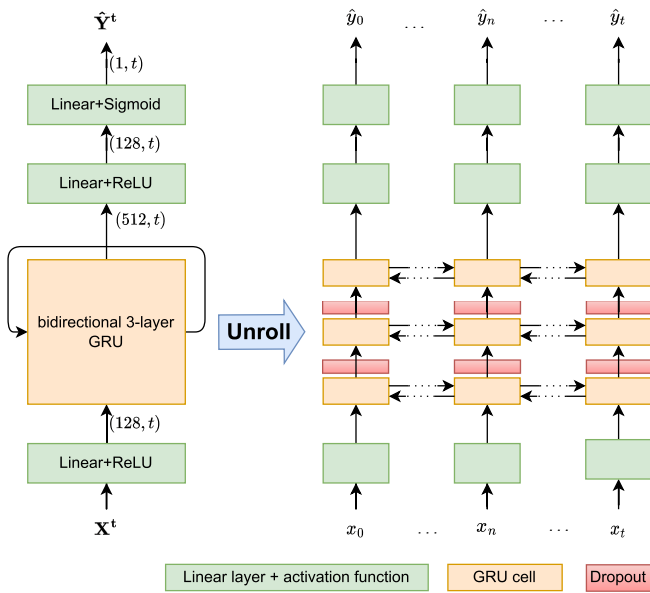 Ŷᵗ
(1, t)
Linear+Sigmoid
(128, t)
Linear+ReLU
(512, t)
bidirectional 3-layer
GRU
(128, t)
Linear+ReLU
Xᵗ
Unroll
ŷ₀ ... ŷₙ ... ŷₜ
x₀ ... xₙ ... xₜ
Linear layer + activation function
GRU cell
Dropout